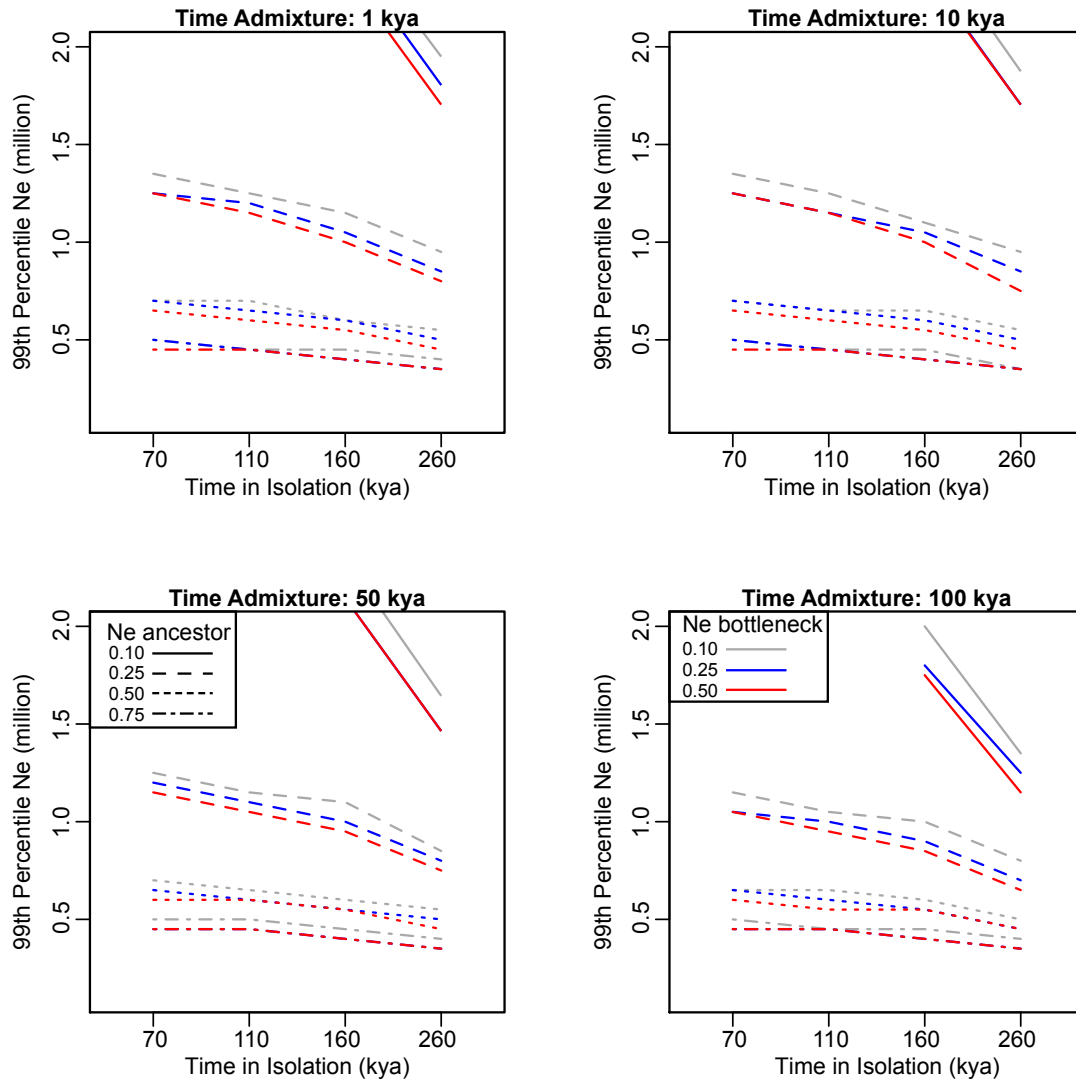 Time Admixture: 1 kya
99th Percentile Ne (million)
2.0
1.5
1.0
0.5
70 110 160 260
Time in Isolation (kya)
Time Admixture: 10 kya
99th Percentile Ne (million)
2.0
1.5
1.0
0.5
70 110 160 260
Time in Isolation (kya)
Time Admixture: 50 kya
99th Percentile Ne (million)
2.0
1.5
1.0
0.5
Ne ancestor
0.10
0.25
0.50
0.75
70 110 160 260
Time in Isolation (kya)
Time Admixture: 100 kya
99th Percentile Ne (million)
2.0
1.5
1.0
0.5
Ne bottleneck
0.10
0.25
0.50
70 110 160 260
Time in Isolation (kya)